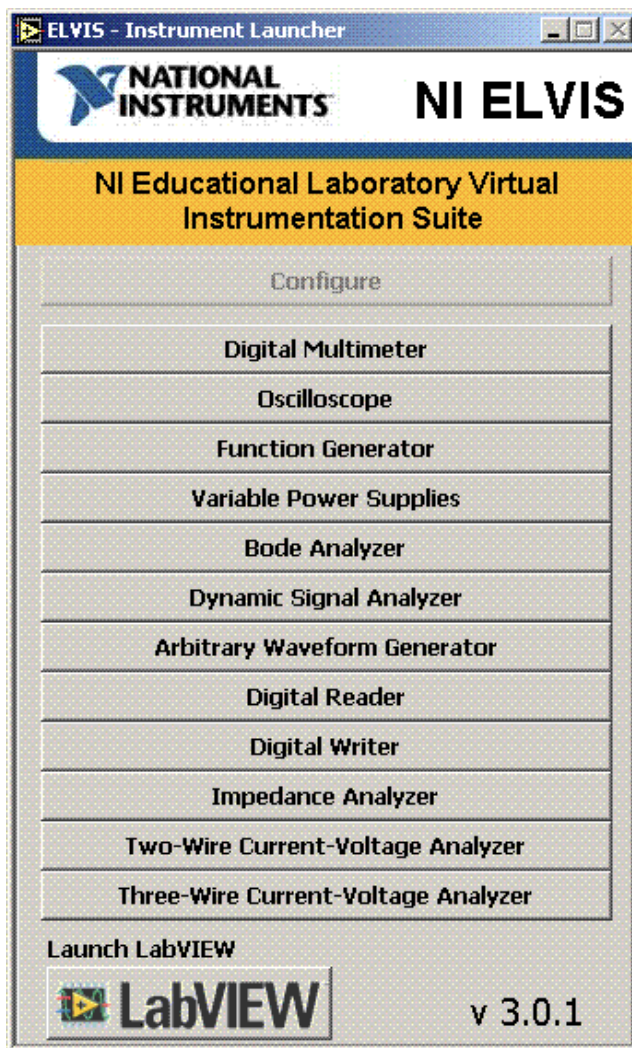 ELVIS - Instrument Launcher
NATIONAL
INSTRUMENTS
NI ELVIS
NI Educational Laboratory Virtual
Instrumentation Suite
Configure
Digital Multimeter
Oscilloscope
Function Generator
Variable Power Supplies
Bode Analyzer
Dynamic Signal Analyzer
Arbitrary Waveform Generator
Digital Reader
Digital Writer
Impedance Analyzer
Two-Wire Current-Voltage Analyzer
Three-Wire Current-Voltage Analyzer
Launch LabVIEW
LabVIEW
v 3.0.1